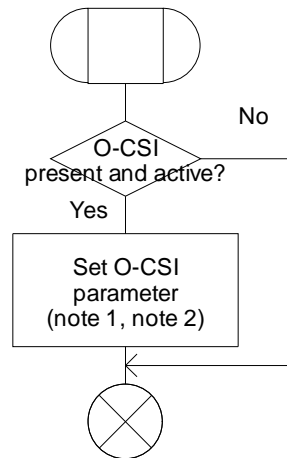 No
O-CSI
present and active?
Yes
Set O-CSI
parameter
(note 1, note 2)